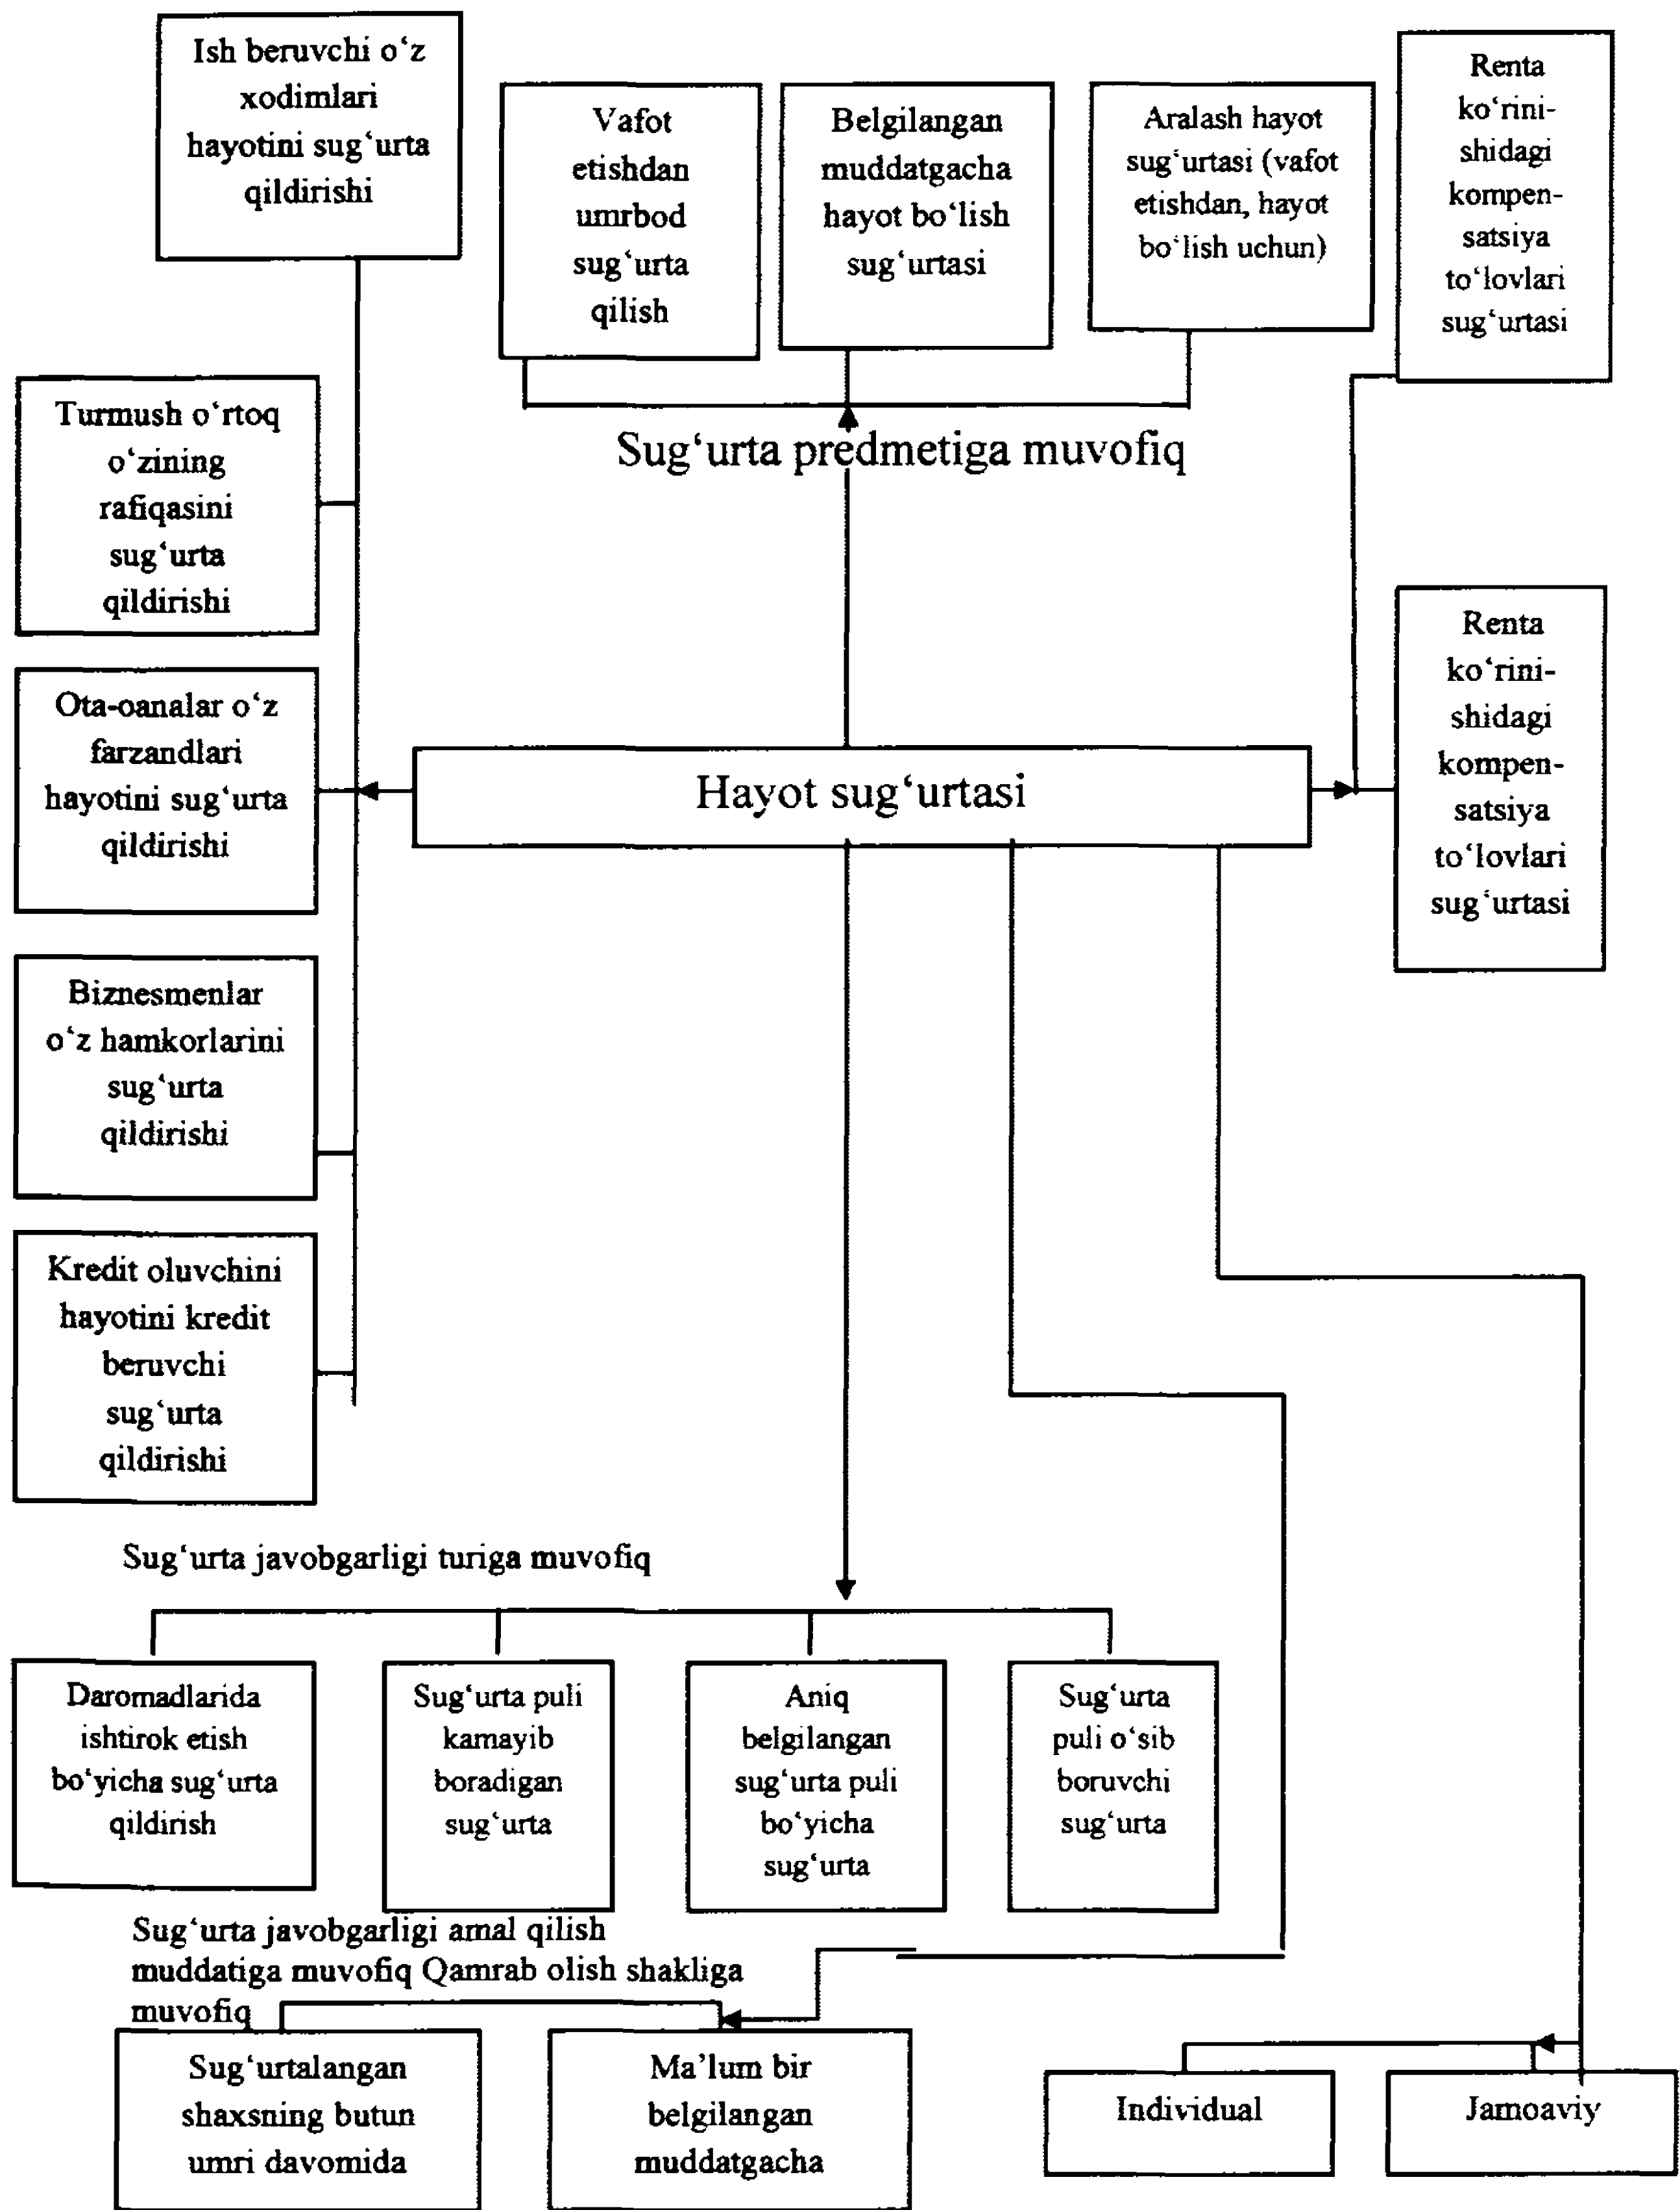 Ish beruvchi o‘z
xodimlari
hayotini sug‘urta
qildirishi
Vafot
etishdan
umrbod
sug‘urta
qilish
Belgilangan
muddatgacha
hayot bo‘lish
sug‘urtasi
Aralash hayot
sug‘urtasi (vafot
etishdan, hayot
bo‘lish uchun)
Renta
ko‘rini-
shidagi
kompen-
satsiya
to‘lovlari
sug‘urtasi
Turmush o‘rtoq
o‘zining
rafiqasini
sug‘urta
qildirishi
Sug‘urta predmetiga muvofiq
Ota-oanalar o‘z
farzandlari
hayotini sug‘urta
qildirishi
Hayot sug‘urtasi
Renta
ko‘rini-
shidagi
kompen-
satsiya
to‘lovlari
sug‘urtasi
Biznesmenlar
o‘z hamkorlarini
sug‘urta
qildirishi
Kredit oluvchini
hayotini kredit
beruvchi
sug‘urta
qildirishi
Sug‘urta javobgarligi turiga muvofiq
Daromadlarida
ishtirok etish
bo‘yicha sug‘urta
qildirish
Sug‘urta puli
kamayib
boradigan
sug‘urta
Aniq
belgilangan
sug‘urta puli
bo‘yicha
sug‘urta
Sug‘urta
puli o‘sib
boruvchi
sug‘urta
Sug‘urta javobgarligi amal qilish
muddatiga muvofiq Qamrab olish shakliga
muvofiq
Sug‘urtalangan
shaxsning butun
umri davomida
Ma’lum bir
belgilangan
muddatgacha
Individual
Jamoaviy